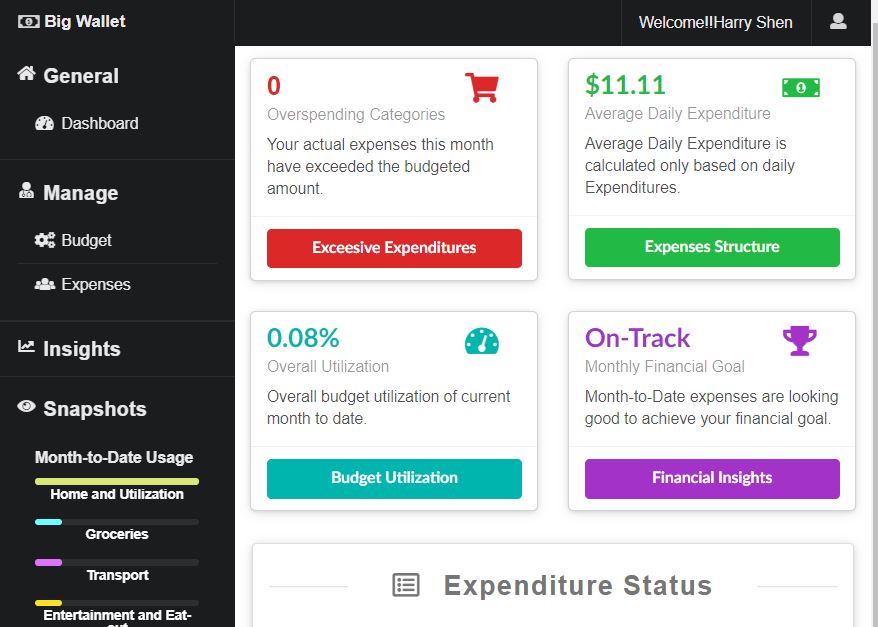 Big Wallet
Welcome!!Harry Shen
General
Dashboard
Manage
Budget
Expenses
Insights
Snapshots
Month-to-Date Usage
Home and Utilization
Groceries
Transport
Entertainment and Eat-
out
0
Overspending Categories
Your actual expenses this month
have exceeded the budgeted
amount.
Exceesive Expenditures
$11.11
Average Daily Expenditure
Average Daily Expenditure is
calculated only based on daily
Expenditures.
Expenses Structure
0.08%
Overall Utilization
Overall budget utilization of current
month to date.
Budget Utilization
On-Track
Monthly Financial Goal
Month-to-Date expenses are looking
good to achieve your financial goal.
Financial Insights
Expenditure Status